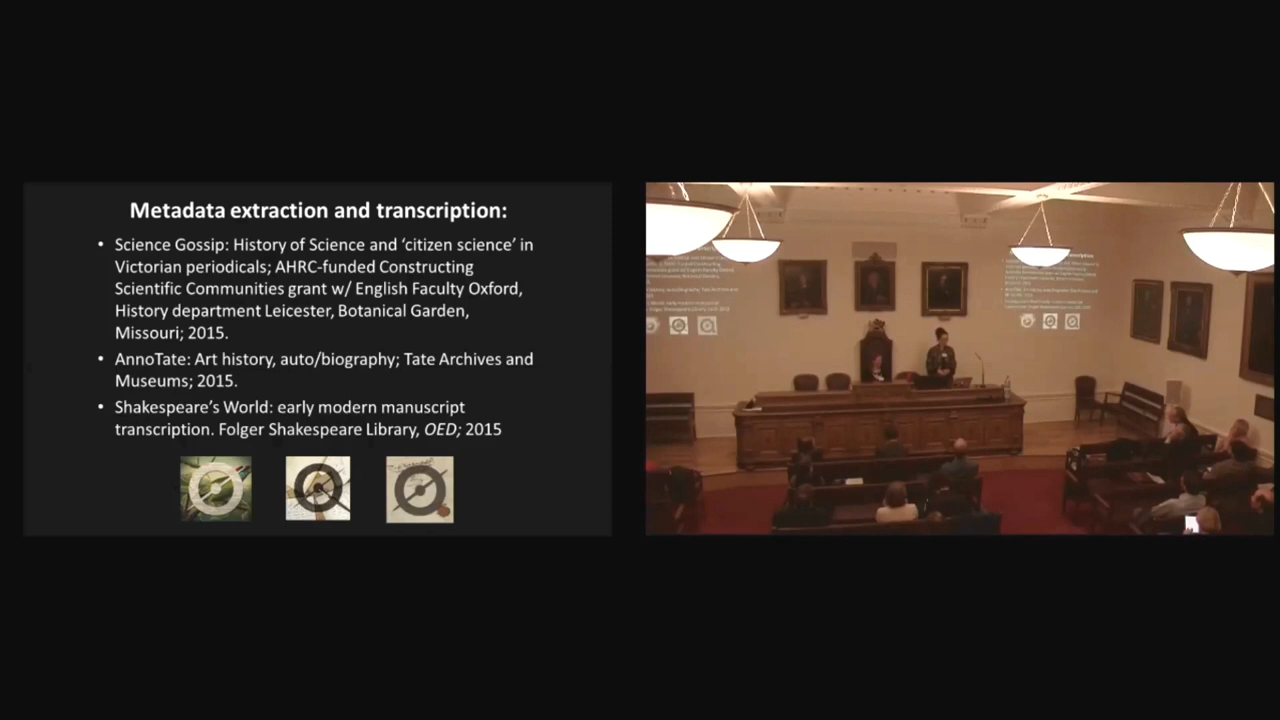 Metadata extraction and transcription:
• Science Gossip: History of Science and ‘citizen science’ in
Victorian periodicals; AHRC-funded Constructing
Scientific Communities grant w/ English Faculty Oxford,
History department Leicester, Botanical Garden,
Missouri; 2015.
• AnnoTate: Art history, auto/biography; Tate Archives and
Museums; 2015.
• Shakespeare’s World: early modern manuscript
transcription. Folger Shakespeare Library, OED; 2015